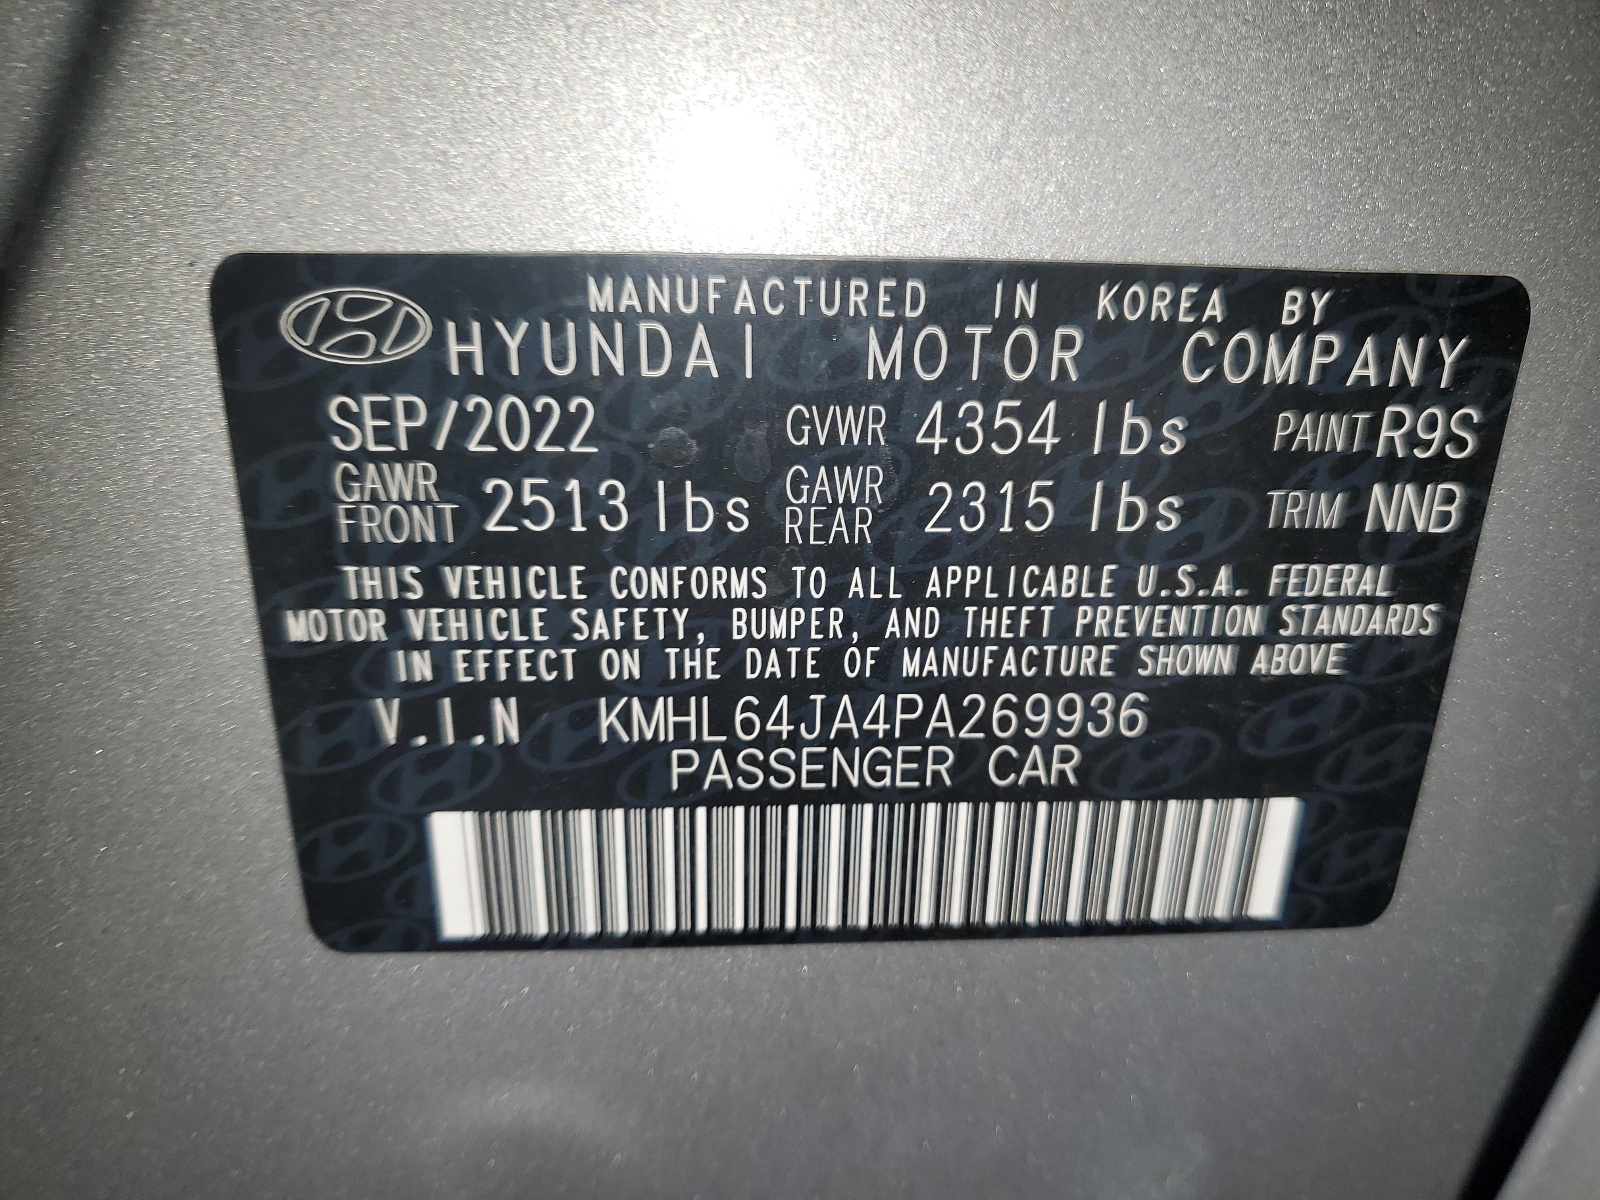 MANUFACTURED IN KOREA BY
HYUNDAI MOTOR COMPANY
SEP/2022 GVWR 4354 lbs PAINT R9S
GAWR FRONT 2513 lbs GAWR REAR 2315 lbs TRIM NNB
THIS VEHICLE CONFORMS TO ALL APPLICABLE U.S.A. FEDERAL
MOTOR VEHICLE SAFETY, BUMPER, AND THEFT PREVENTION STANDARDS
IN EFFECT ON THE DATE OF MANUFACTURE SHOWN ABOVE
V.I.N KMHL64JA4PA269936
PASSENGER CAR